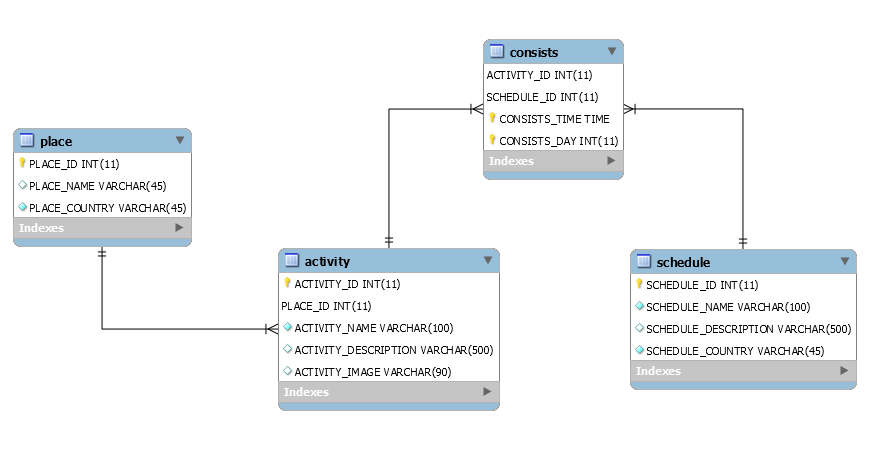 consists
ACTIVITY_ID INT(11)
SCHEDULE_ID INT(11)
CONSISTS_TIME TIME
CONSISTS_DAY INT(11)
Indexes
place
PLACE_ID INT(11)
PLACE_NAME VARCHAR(45)
PLACE_COUNTRY VARCHAR(45)
Indexes
activity
ACTIVITY_ID INT(11)
PLACE_ID INT(11)
ACTIVITY_NAME VARCHAR(100)
ACTIVITY_DESCRIPTION VARCHAR(500)
ACTIVITY_IMAGE VARCHAR(90)
Indexes
schedule
SCHEDULE_ID INT(11)
SCHEDULE_NAME VARCHAR(100)
SCHEDULE_DESCRIPTION VARCHAR(500)
SCHEDULE_COUNTRY VARCHAR(45)
Indexes